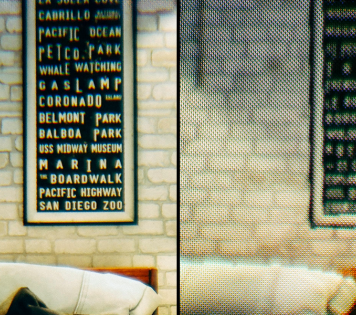 LA JOLLA COVE
CABRILLO
PACIFIC OCEAN
PETCO PARK
WHALE WATCHING
GASLAMP
CORONADO ISLAND
BELMONT PARK
BALBOA PARK
USS MIDWAY MUSEUM
MARINA
THE BOARDWALK
PACIFIC HIGHWAY
SAN DIEGO ZOO